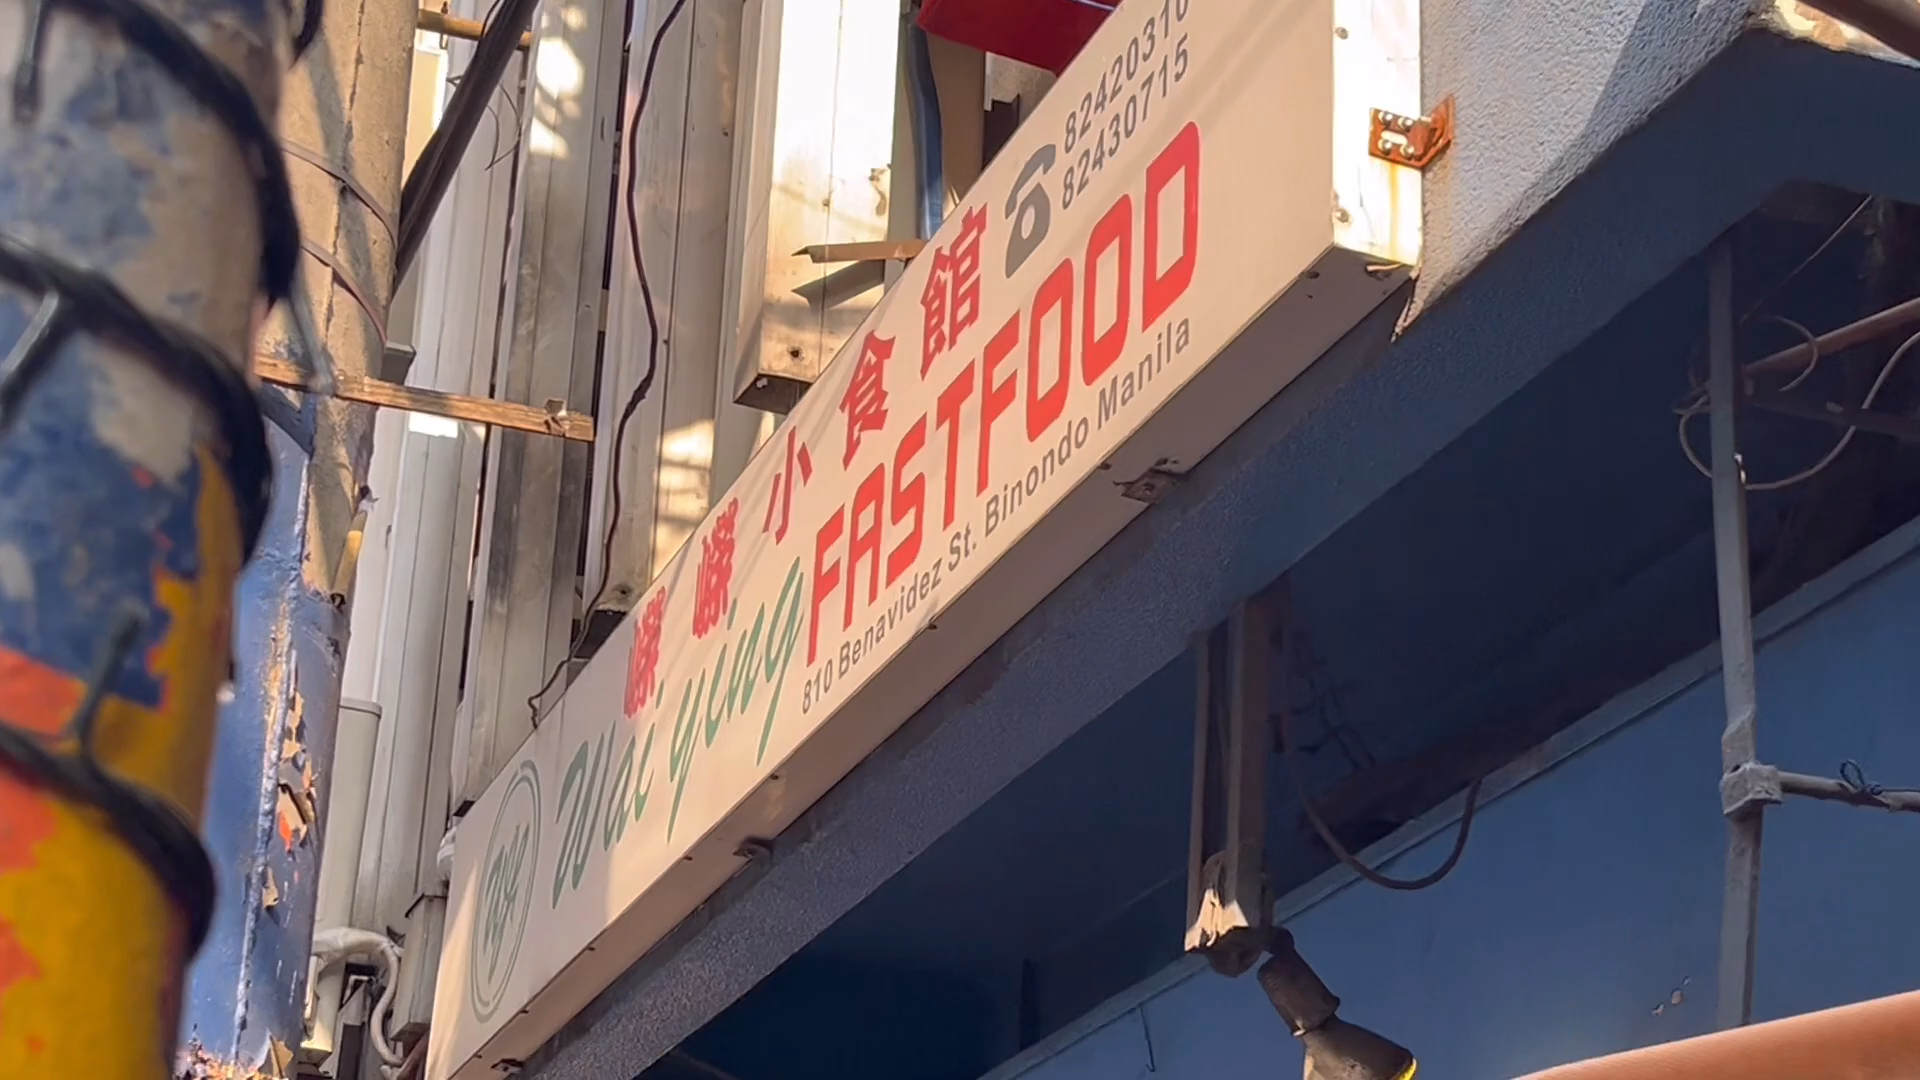 嶸嶸小食館
82420310
82430715
Wai ying FASTFOOD
810 Benavidez St. Binondo Manila